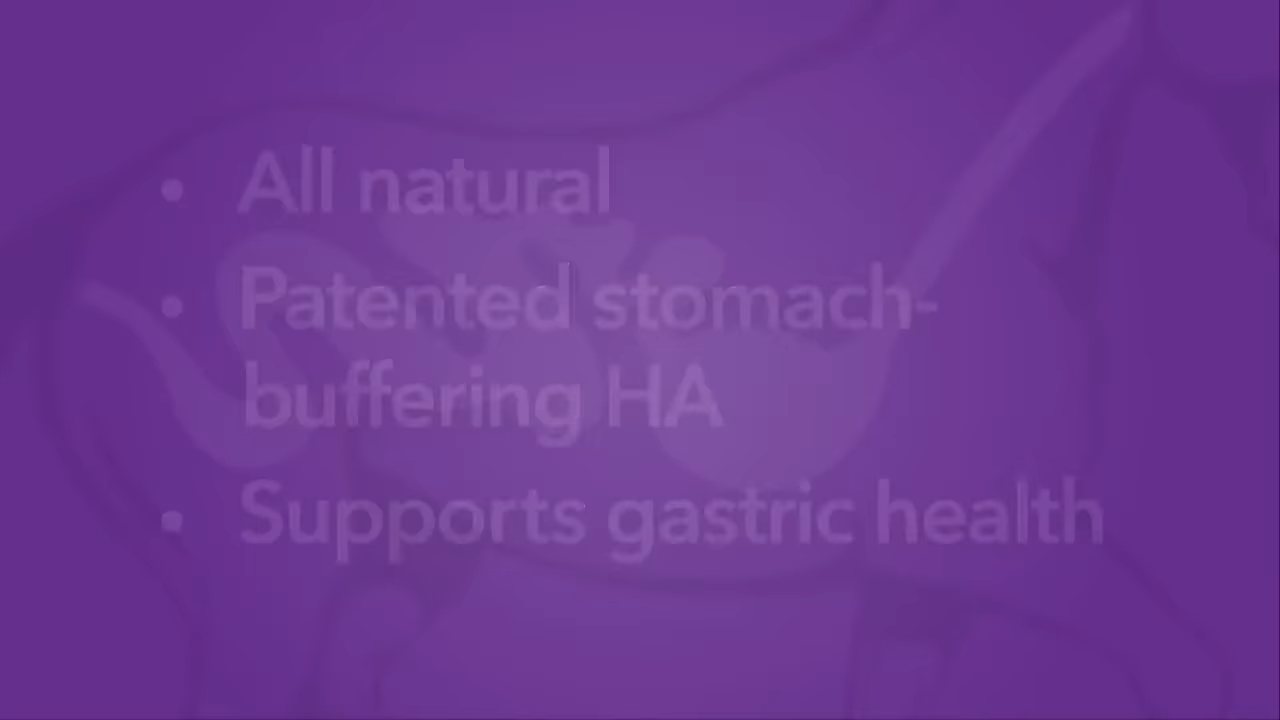 • All natural
• Patented stomach-
buffering HA
• Supports gastric health